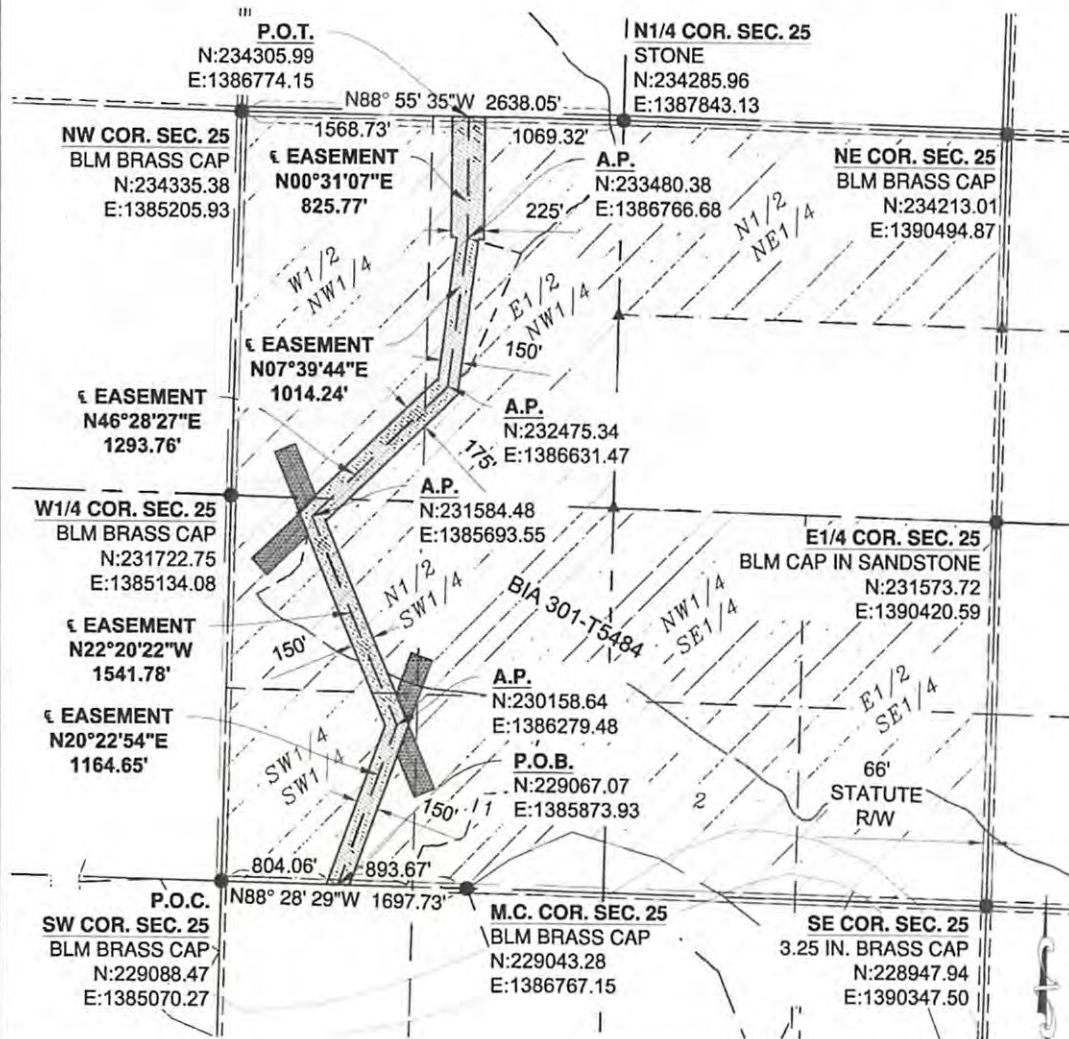 P.O.T.
N:234305.99
E:1386774.15
N1/4 COR. SEC. 25
STONE
N:234285.96
E:1387843.13
N88° 55' 35"W 2638.05'
1568.73'
1069.32'
NW COR. SEC. 25
BLM BRASS CAP
N:234335.38
E:1385205.93
℄ EASEMENT
N00°31'07"E
825.77'
A.P.
N:233480.38
E:1386766.68
225'
NE COR. SEC. 25
BLM BRASS CAP
N:234213.01
E:1390494.87
W1/2
NW1/4
E1/2
NW1/4
N1/2
NE1/4
℄ EASEMENT
N07°39'44"E
1014.24'
150'
℄ EASEMENT
N46°28'27"E
1293.76'
A.P.
N:232475.34
E:1386631.47
175'
W1/4 COR. SEC. 25
BLM BRASS CAP
N:231722.75
E:1385134.08
A.P.
N:231584.48
E:1385693.55
E1/4 COR. SEC. 25
BLM CAP IN SANDSTONE
N:231573.72
E:1390420.59
N1/2
SW1/4
BIA 301-T5484
NW1/4
SE1/4
℄ EASEMENT
N22°20'22"W
1541.78'
150'
A.P.
N:230158.64
E:1386279.48
E1/2
SE1/4
℄ EASEMENT
N20°22'54"E
1164.65'
SW1/4
SW1/4
P.O.B.
N:229067.07
E:1385873.93
150'
1
2
66'
STATUTE
R/W
804.06'
893.67'
N88° 28' 29"W 1697.73'
P.O.C.
SW COR. SEC. 25
BLM BRASS CAP
N:229088.47
E:1385070.27
M.C. COR. SEC. 25
BLM BRASS CAP
N:229043.28
E:1386767.15
SE COR. SEC. 25
3.25 IN. BRASS CAP
N:228947.94
E:1390347.50